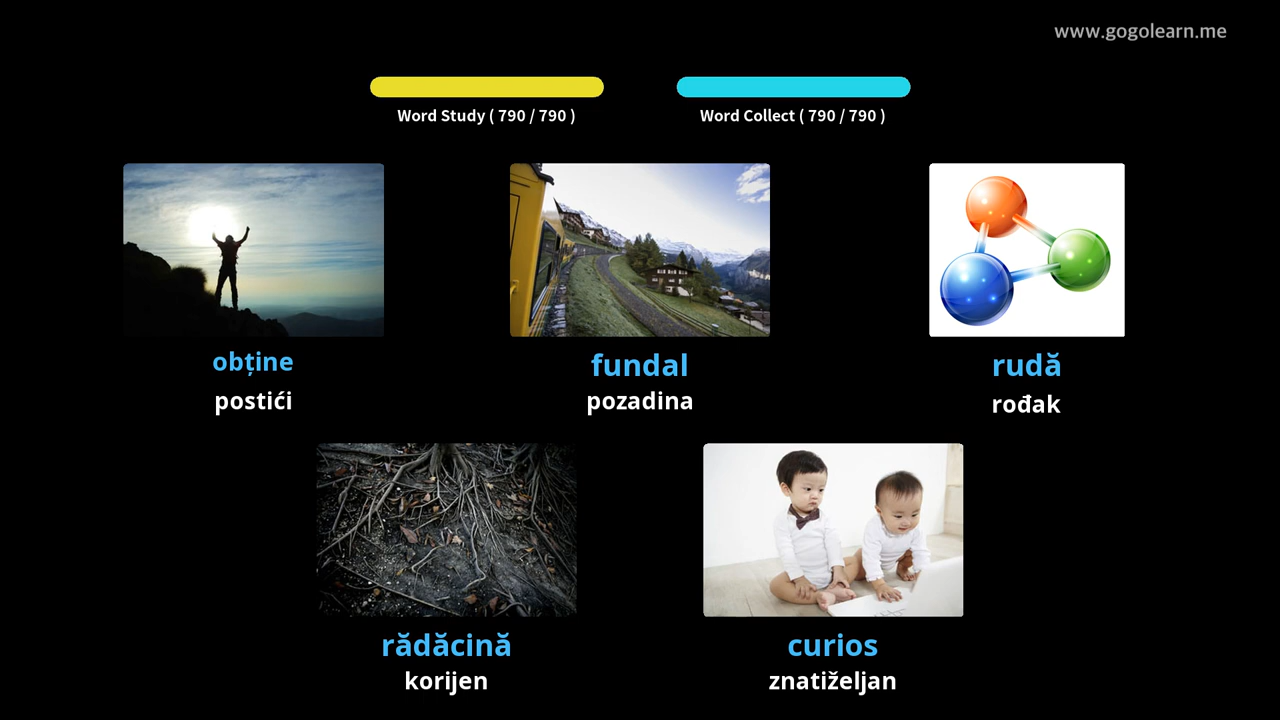 www.gogolearn.me
Word Study ( 790 / 790 )
Word Collect ( 790 / 790 )
obține
postići
fundal
pozadina
rudă
rođak
rădăcină
korijen
curios
znatiželjan